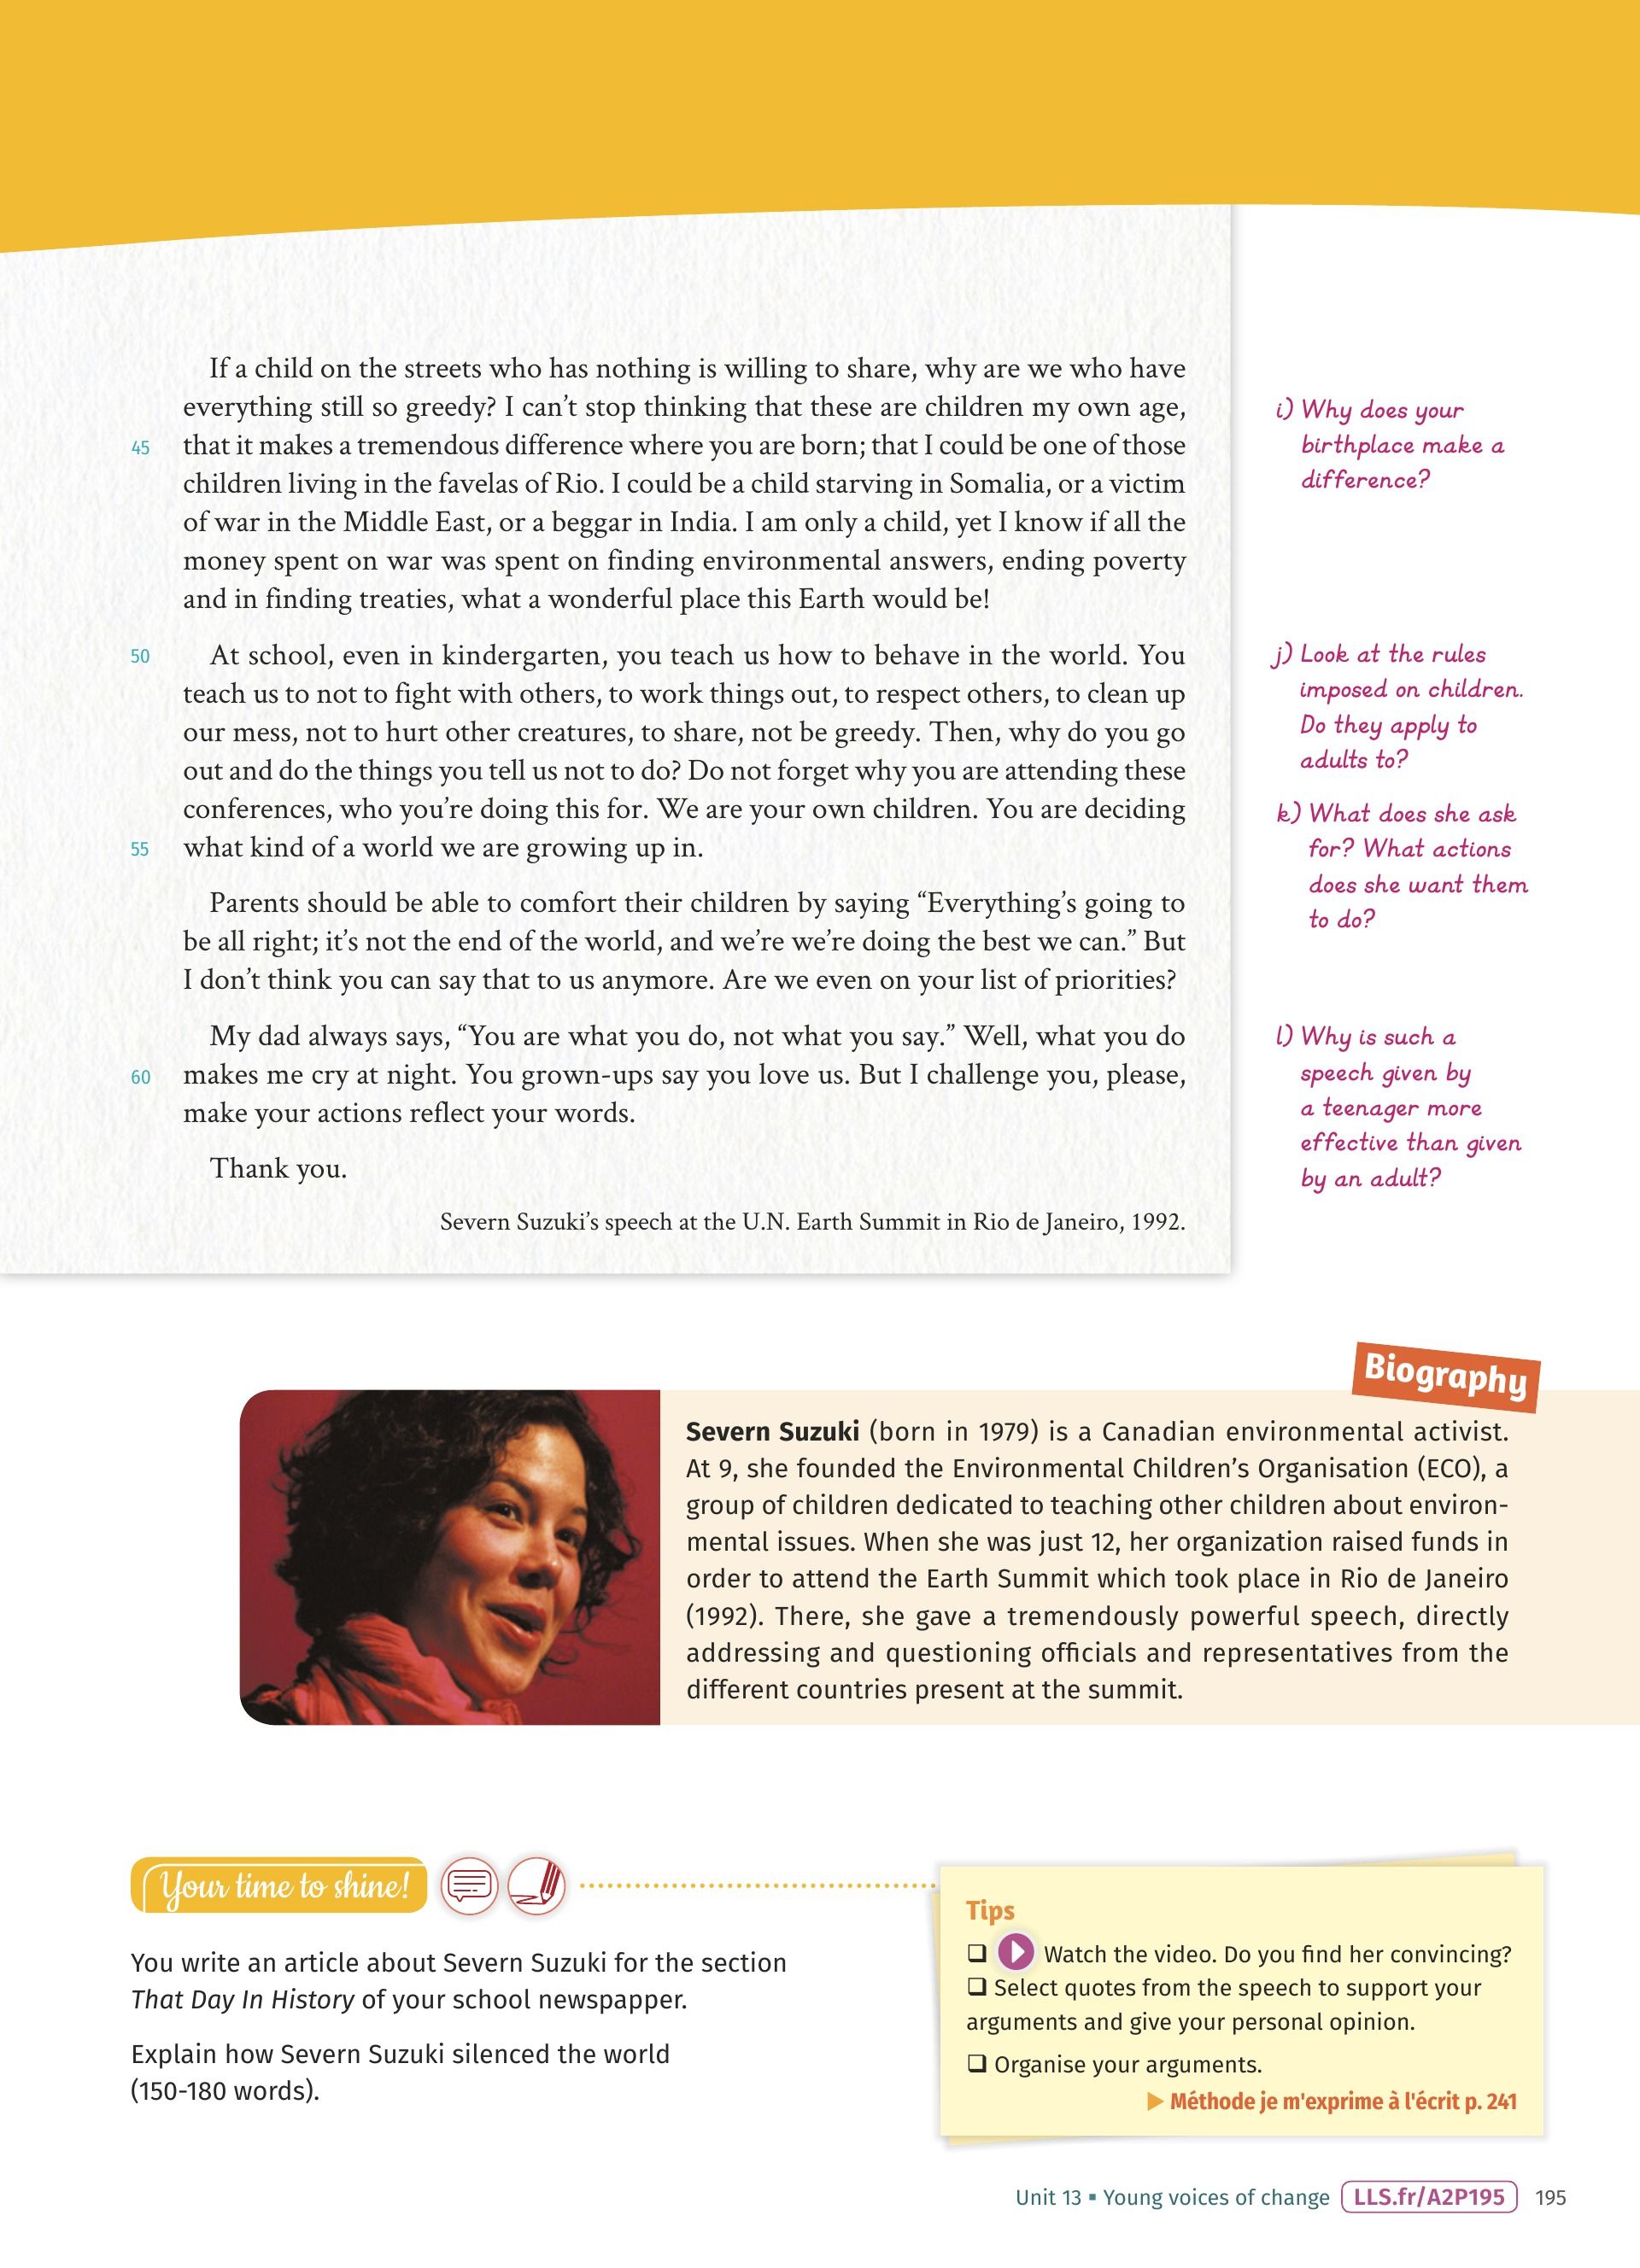 If a child on the streets who has nothing is willing to share, why are we who have
everything still so greedy? I can’t stop thinking that these are children my own age,
45 that it makes a tremendous difference where you are born; that I could be one of those
children living in the favelas of Rio. I could be a child starving in Somalia, or a victim
of war in the Middle East, or a beggar in India. I am only a child, yet I know if all the
money spent on war was spent on finding environmental answers, ending poverty
and in finding treaties, what a wonderful place this Earth would be!
50 At school, even in kindergarten, you teach us how to behave in the world. You
teach us to not to fight with others, to work things out, to respect others, to clean up
our mess, not to hurt other creatures, to share, not be greedy. Then, why do you go
out and do the things you tell us not to do? Do not forget why you are attending these
conferences, who you’re doing this for. We are your own children. You are deciding
55 what kind of a world we are growing up in.
Parents should be able to comfort their children by saying “Everything’s going to
be all right; it’s not the end of the world, and we’re we’re doing the best we can.” But
I don’t think you can say that to us anymore. Are we even on your list of priorities?
My dad always says, “You are what you do, not what you say.” Well, what you do
60 makes me cry at night. You grown-ups say you love us. But I challenge you, please,
make your actions reflect your words.
Thank you.
Severn Suzuki’s speech at the U.N. Earth Summit in Rio de Janeiro, 1992.
i) Why does your
birthplace make a
difference?
j) Look at the rules
imposed on children.
Do they apply to
adults to?
k) What does she ask
for? What actions
does she want them
to do?
l) Why is such a
speech given by
a teenager more
effective than given
by an adult?
Biography
Severn Suzuki (born in 1979) is a Canadian environmental activist.
At 9, she founded the Environmental Children’s Organisation (ECO), a
group of children dedicated to teaching other children about environ-
mental issues. When she was just 12, her organization raised funds in
order to attend the Earth Summit which took place in Rio de Janeiro
(1992). There, she gave a tremendously powerful speech, directly
addressing and questioning officials and representatives from the
different countries present at the summit.
Your time to shine!
You write an article about Severn Suzuki for the section
That Day In History of your school newspapper.
Explain how Severn Suzuki silenced the world
(150-180 words).
Tips
❑ Watch the video. Do you find her convincing?
❑ Select quotes from the speech to support your
arguments and give your personal opinion.
❑ Organise your arguments.
▶ Méthode je m'exprime à l'écrit p. 241
Unit 13 ▪ Young voices of change LLS.fr/A2P195 195